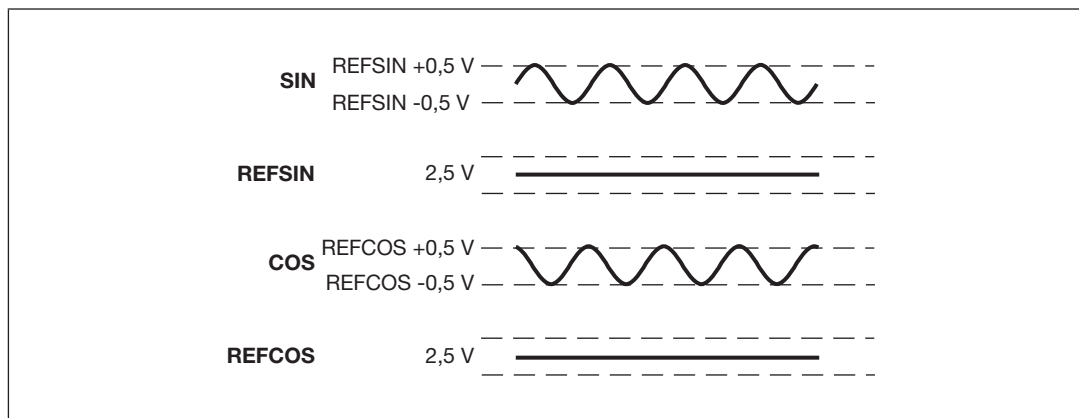 SIN
REFSIN +0,5 V
REFSIN -0,5 V
REFSIN 2,5 V
COS
REFCOS +0,5 V
REFCOS -0,5 V
REFCOS 2,5 V